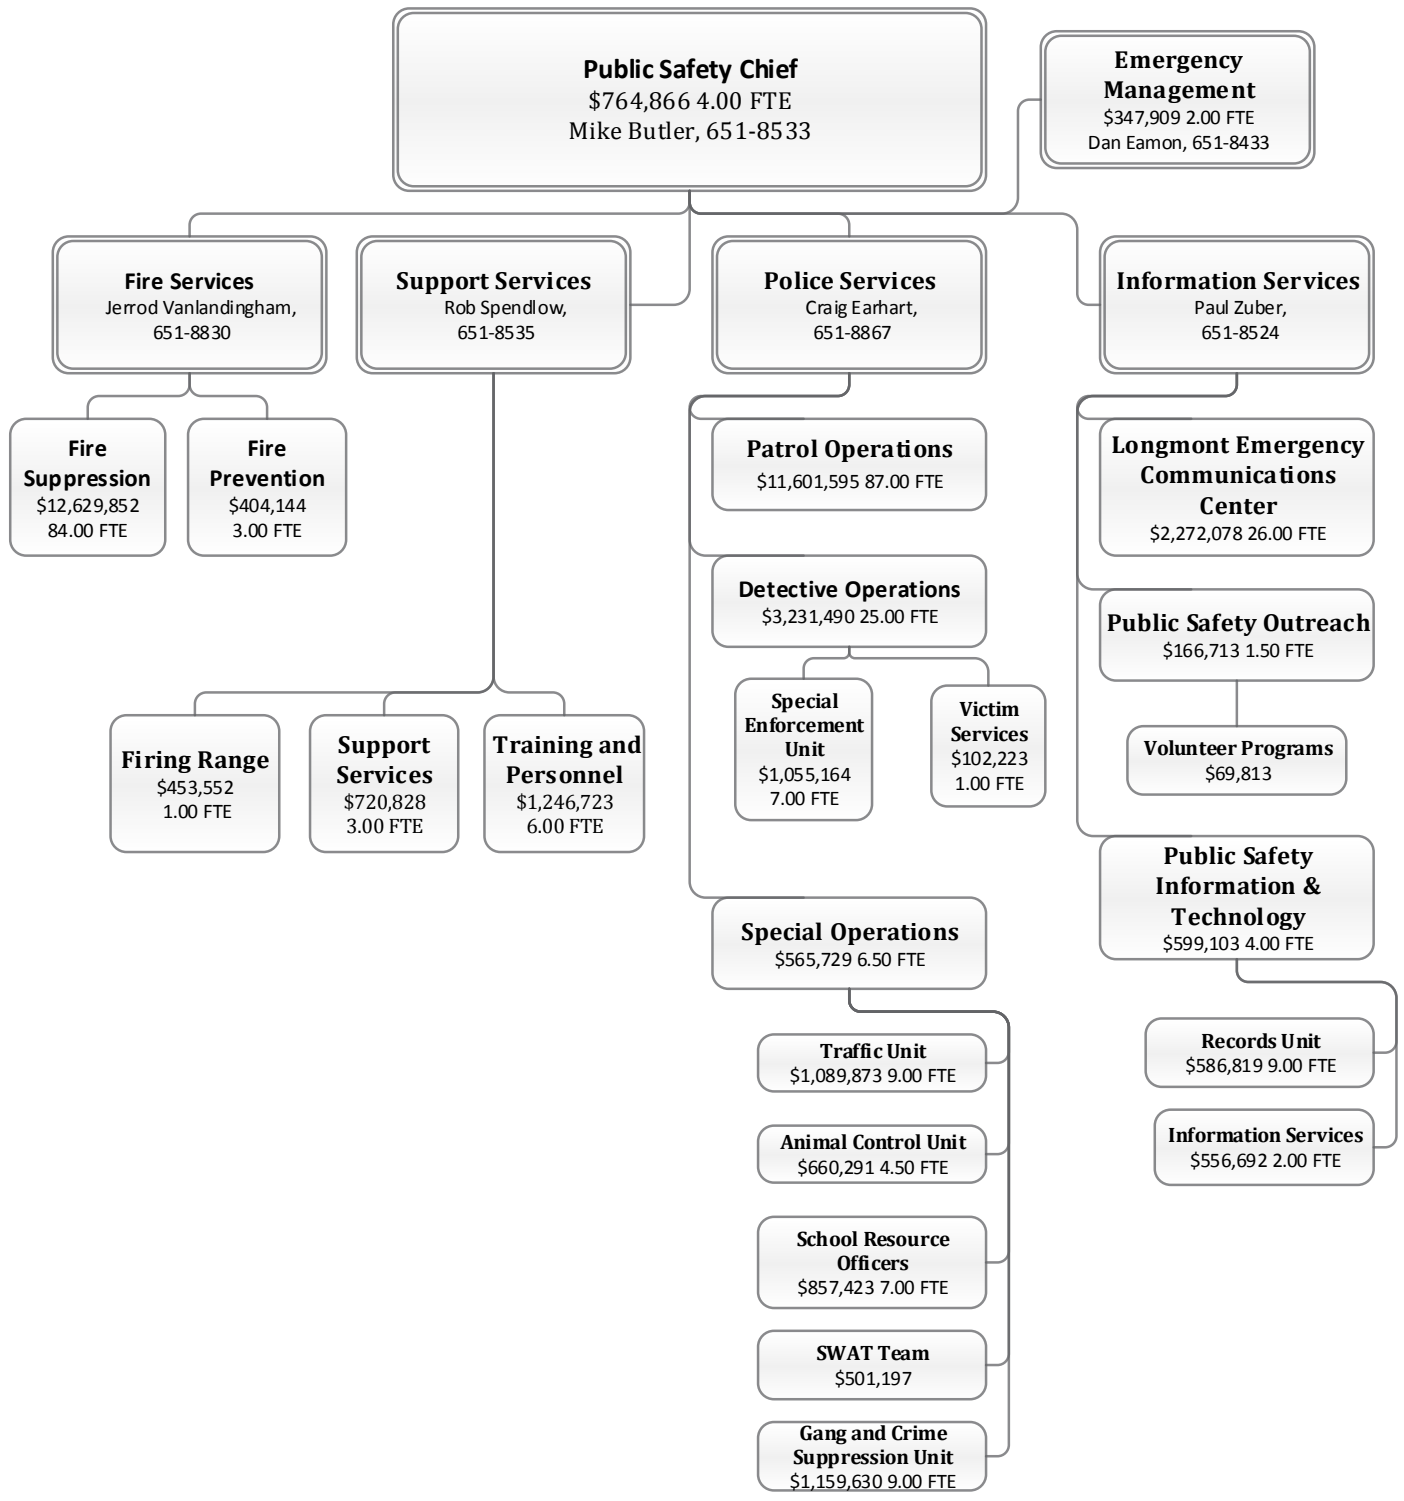 Public Safety Chief
$764,866 4.00 FTE
Mike Butler, 651-8533
Emergency
Management
$347,909 2.00 FTE
Dan Eamon, 651-8433
Fire Services
Jerrod Vanlandingham,
651-8830
Support Services
Rob Spendlow,
651-8535
Police Services
Craig Earhart,
651-8867
Information Services
Paul Zuber,
651-8524
Fire
Suppression
$12,629,852
84.00 FTE
Fire
Prevention
$404,144
3.00 FTE
Patrol Operations
$11,601,595 87.00 FTE
Longmont Emergency
Communications
Center
$2,272,078 26.00 FTE
Detective Operations
$3,231,490 25.00 FTE
Public Safety Outreach
$166,713 1.50 FTE
Special
Enforcement
Unit
$1,055,164
7.00 FTE
Victim
Services
$102,223
1.00 FTE
Volunteer Programs
$69,813
Firing Range
$453,552
1.00 FTE
Support
Services
$720,828
3.00 FTE
Training and
Personnel
$1,246,723
6.00 FTE
Public Safety
Information &
Technology
$599,103 4.00 FTE
Special Operations
$565,729 6.50 FTE
Traffic Unit
$1,089,873 9.00 FTE
Records Unit
$586,819 9.00 FTE
Animal Control Unit
$660,291 4.50 FTE
Information Services
$556,692 2.00 FTE
School Resource
Officers
$857,423 7.00 FTE
SWAT Team
$501,197
Gang and Crime
Suppression Unit
$1,159,630 9.00 FTE